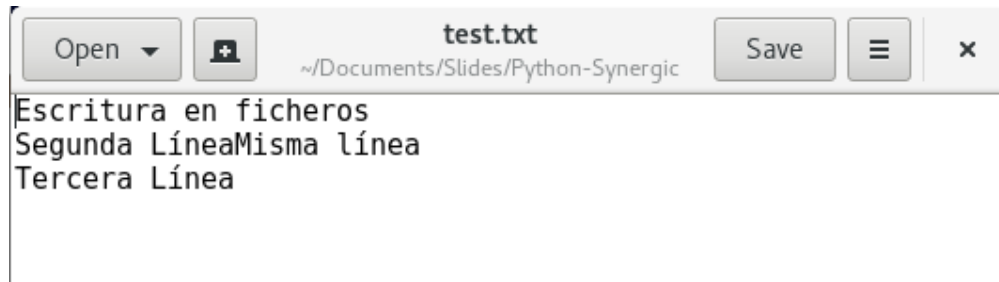 Open
test.txt
~/Documents/Slides/Python-Synergic
Save
Escritura en ficheros
Segunda LíneaMisma línea
Tercera Línea